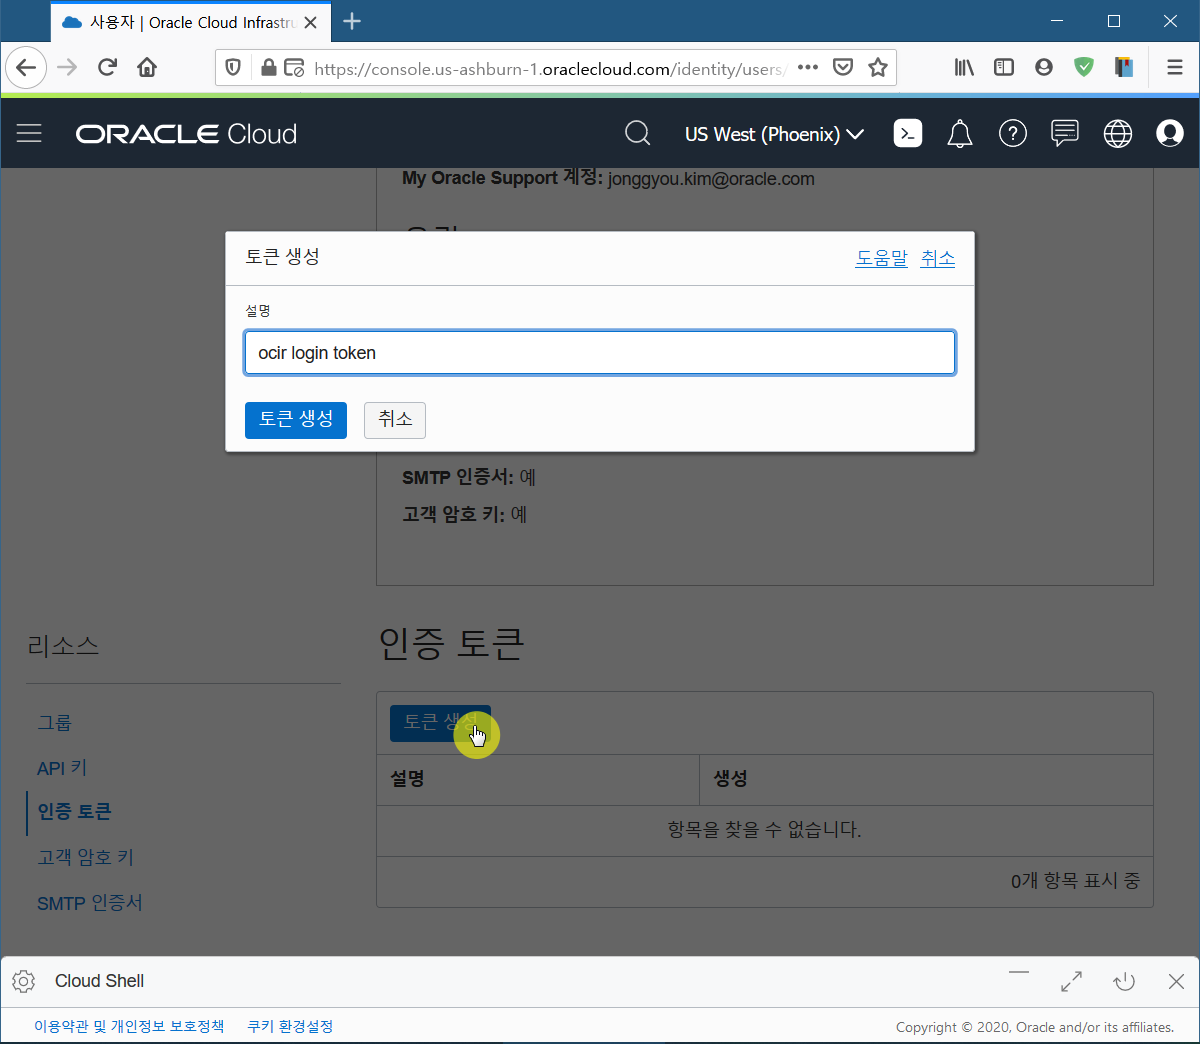 사용자 | Oracle Cloud Infrastru
https://console.us-ashburn-1.oraclecloud.com/identity/users/
ORACLE Cloud
US West (Phoenix)
My Oracle Support 계정: jonggyou.kim@oracle.com
토큰 생성
도움말 취소
설명
ocir login token
토큰 생성 취소
SMTP 인증서: 예
고객 암호 키: 예
리소스
그룹
API 키
인증 토큰
고객 암호 키
SMTP 인증서
인증 토큰
토큰 생성
설명 생성
항목을 찾을 수 없습니다.
0개 항목 표시 중
Cloud Shell
이용약관 및 개인정보 보호정책 쿠키 환경설정
Copyright © 2020, Oracle and/or its affiliates.